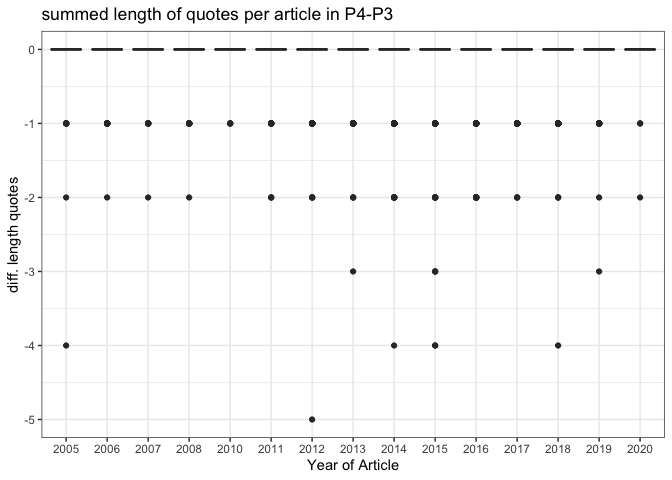 summed length of quotes per article in P4-P3
diff. length quotes
0
-1
-2
-3
-4
-5
2005 2006 2007 2008 2010 2011 2012 2013 2014 2015 2016 2017 2018 2019 2020
Year of Article